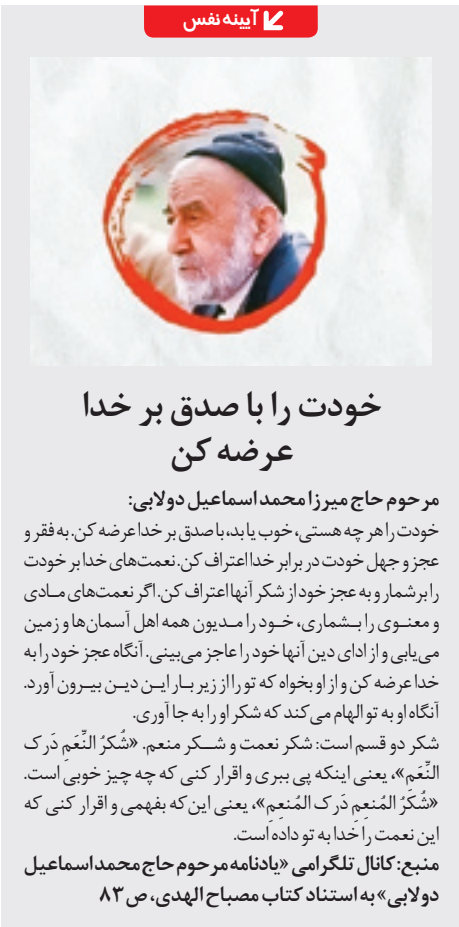 آیینه نفس
خودت را با صدق بر خدا
عرضه کن
مرحوم حاج میرزا محمد اسماعیل دولابی:
خودت را هر چه هستی، خوب یا بد، با صدق بر خدا عرضه کن. به فقر و
عجز و جهل خودت در برابر خدا اعتراف کن. نعمت‌های خدا بر خودت
را برشمار و به عجز خود از شکر آنها اعتراف کن. اگر نعمت‌های مادی
و معنوی را بشماری، خود را مدیون همه اهل آسمان‌ها و زمین
می‌یابی و از ادای دین آنها خود را عاجز می‌بینی. آنگاه عجز خود را به
خدا عرضه کن و از او بخواه که تو را از زیر بار این دین بیرون آورد.
آنگاه او به تو الهام می‌کند که شکر او را به جا آوری.
شکر دو قسم است: شکر نعمت و شکر منعم. «شُکرُ النِّعَمِ دَرک
النِّعَمِ»، یعنی اینکه پی ببری و اقرار کنی که چه چیز خوبی است.
«شُکرُ المُنعِمِ دَرک المُنعِمِ»، یعنی این‌که بفهمی و اقرار کنی که
این نعمت را خدا به تو داده است.
منبع: کانال تلگرامی «یادنامه مرحوم حاج محمد اسماعیل
دولابی» به استناد کتاب مصباح الهدی، ص ۸۳